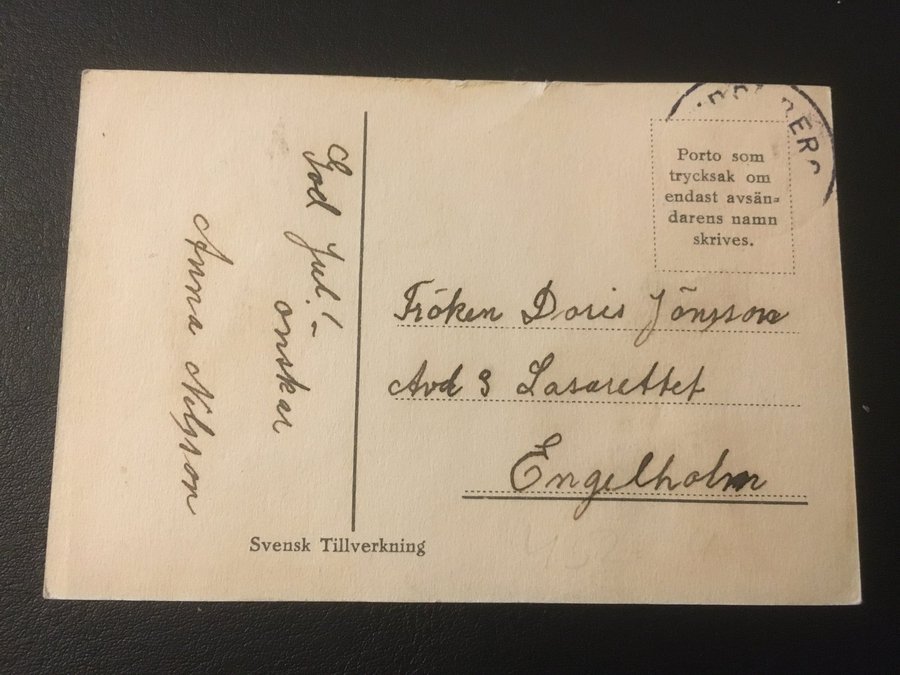 God Jul!
önskar
Anna Nilsson
Porto som
trycksak om
endast avsän-
darens namn
skrives.
Fröken Doris Jönsson
Avd 3 Lasarettet
Engelholm
Svensk Tillverkning